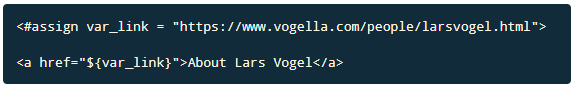 <#assign var_link = "https://www.vogella.com/people/larsvogel.html">
<a href="${var_link}">About Lars Vogel</a>